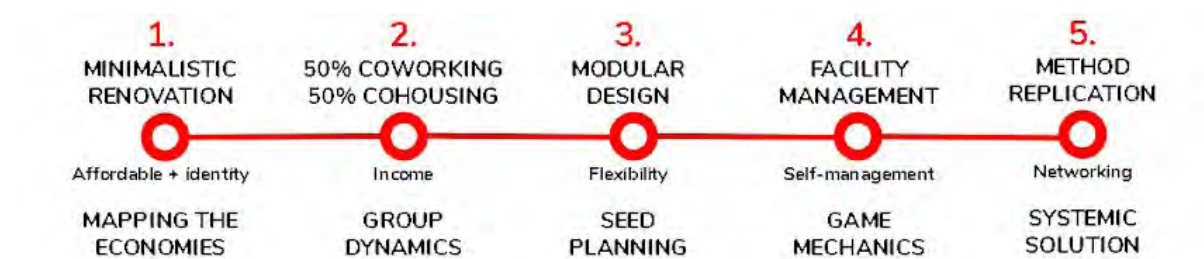 1.
MINIMALISTIC
RENOVATION
Affordable + identity
MAPPING THE
ECONOMIES
2.
50% COWORKING
50% COHOUSING
Income
GROUP
DYNAMICS
3.
MODULAR
DESIGN
Flexibility
SEED
PLANNING
4.
FACILITY
MANAGEMENT
Self-management
GAME
MECHANICS
5.
METHOD
REPLICATION
Networking
SYSTEMIC
SOLUTION